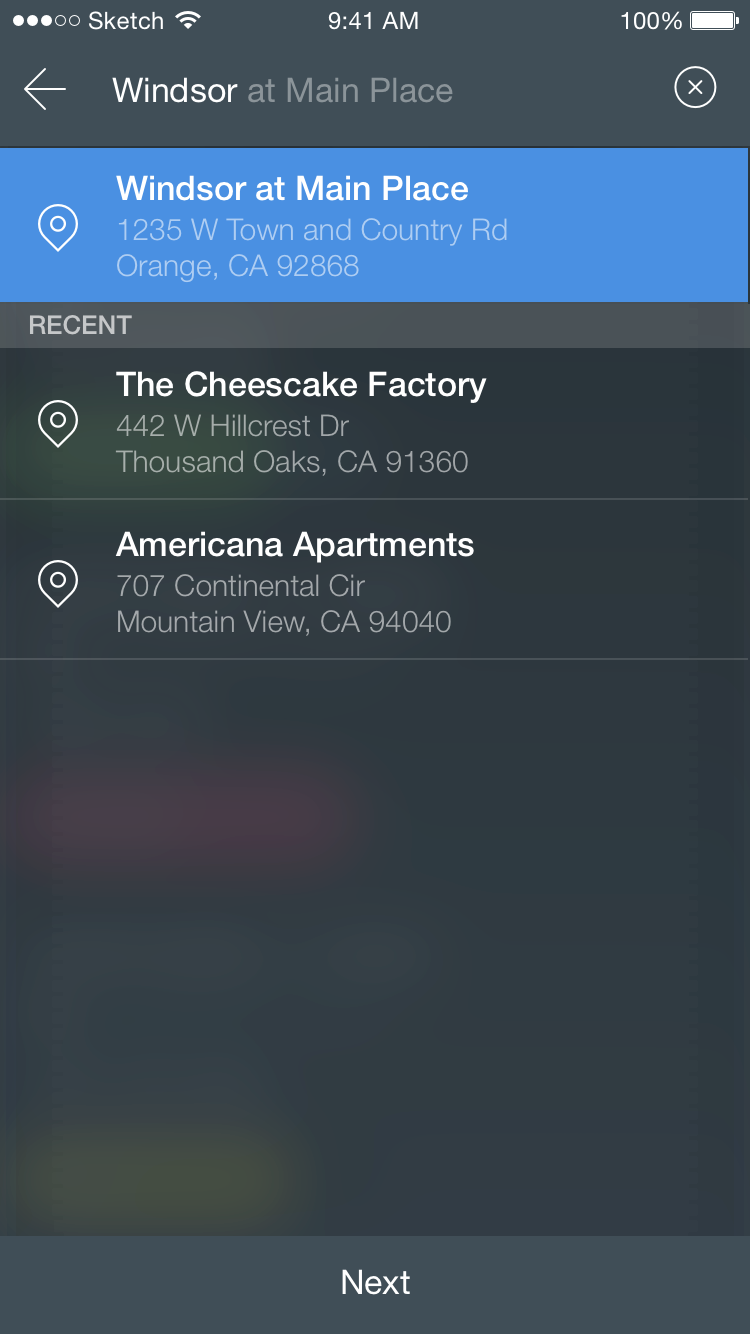 Sketch 9:41 AM 100%
Windsor at Main Place
Windsor at Main Place
1235 W Town and Country Rd
Orange, CA 92868
RECENT
The Cheescake Factory
442 W Hillcrest Dr
Thousand Oaks, CA 91360
Americana Apartments
707 Continental Cir
Mountain View, CA 94040
Next